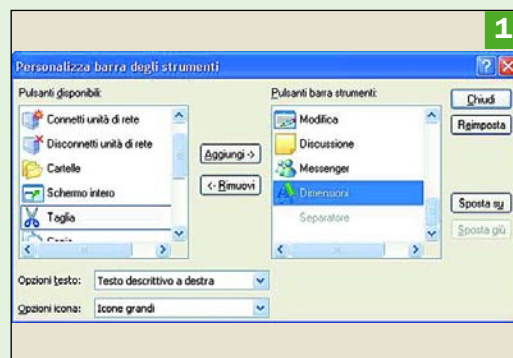 1
Personalizza barra degli strumenti
Pulsanti disponibili:
Connetti unità di rete
Disconnetti unità di rete
Cartelle
Schermo intero
Taglia
Copia
Aggiungi ->
<- Rimuovi
Pulsanti barra strumenti:
Modifica
Discussione
Messenger
Dimensioni
Separatore
Chiudi
Reimposta
Sposta su
Sposta giù
Opzioni testo: Testo descrittivo a destra
Opzioni icona: Icone grandi